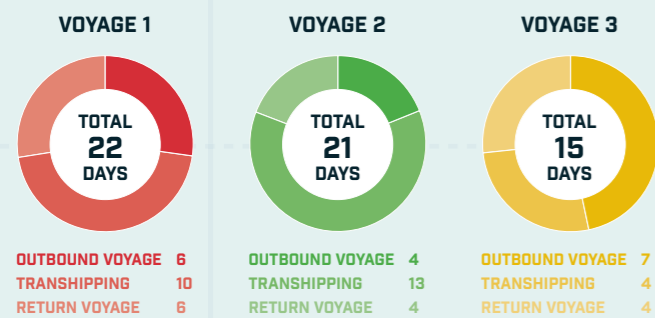 VOYAGE 1
TOTAL
22
DAYS
OUTBOUND VOYAGE 6
TRANSHIPPING 10
RETURN VOYAGE 6
VOYAGE 2
TOTAL
21
DAYS
OUTBOUND VOYAGE 4
TRANSHIPPING 13
RETURN VOYAGE 4
VOYAGE 3
TOTAL
15
DAYS
OUTBOUND VOYAGE 7
TRANSHIPPING 4
RETURN VOYAGE 4